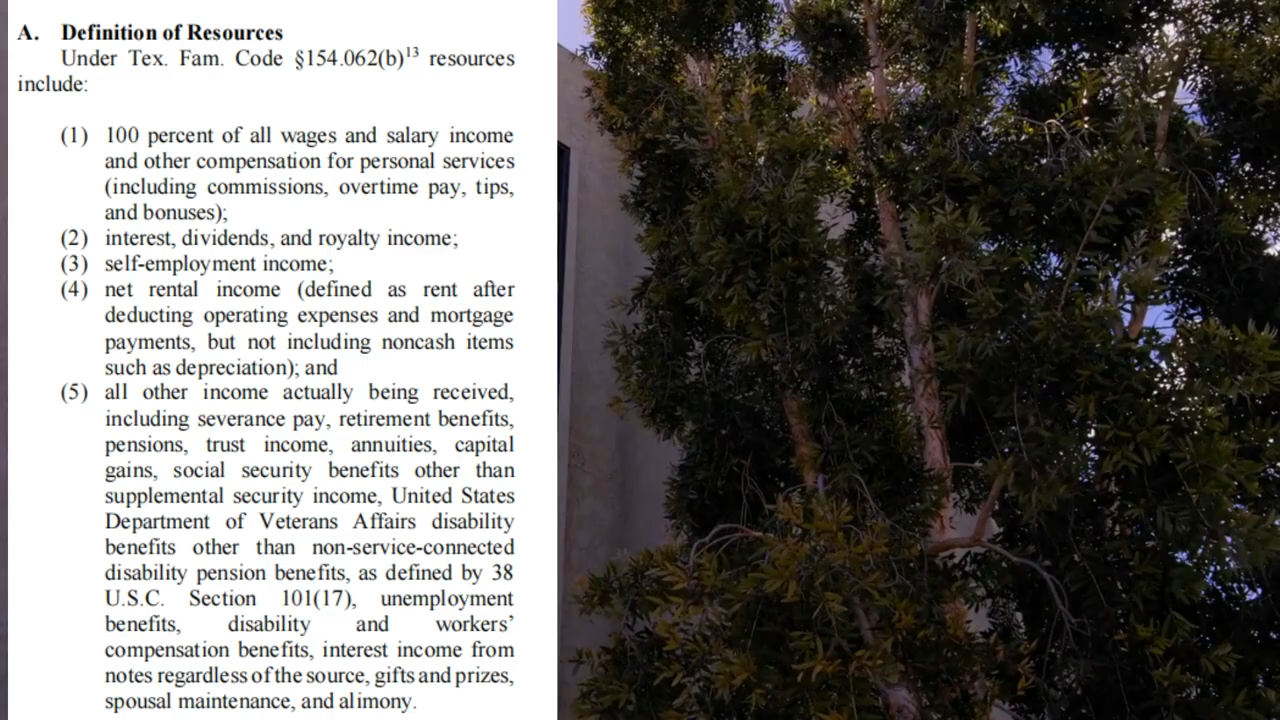 A. Definition of Resources
Under Tex. Fam. Code §154.062(b)13 resources
include:
(1) 100 percent of all wages and salary income
and other compensation for personal services
(including commissions, overtime pay, tips,
and bonuses);
(2) interest, dividends, and royalty income;
(3) self-employment income;
(4) net rental income (defined as rent after
deducting operating expenses and mortgage
payments, but not including noncash items
such as depreciation); and
(5) all other income actually being received,
including severance pay, retirement benefits,
pensions, trust income, annuities, capital
gains, social security benefits other than
supplemental security income, United States
Department of Veterans Affairs disability
benefits other than non-service-connected
disability pension benefits, as defined by 38
U.S.C. Section 101(17), unemployment
benefits, disability and workers’
compensation benefits, interest income from
notes regardless of the source, gifts and prizes,
spousal maintenance, and alimony.